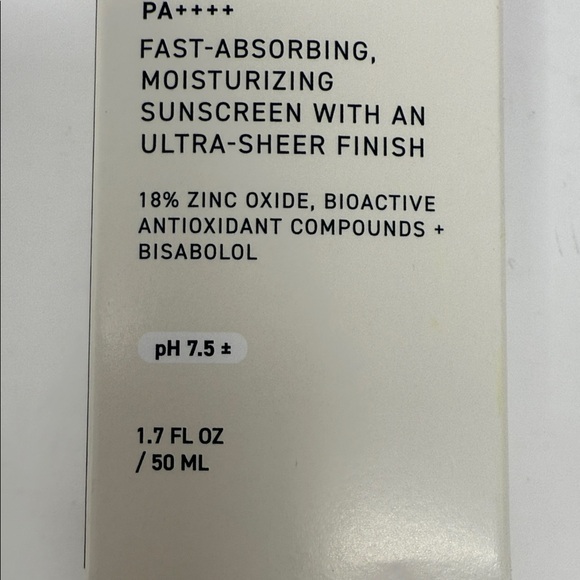 PA++++
FAST-ABSORBING,
MOISTURIZING
SUNSCREEN WITH AN
ULTRA-SHEER FINISH
18% ZINC OXIDE, BIOACTIVE
ANTIOXIDANT COMPOUNDS +
BISABOLOL
pH 7.5 ±
1.7 FL OZ
/ 50 ML